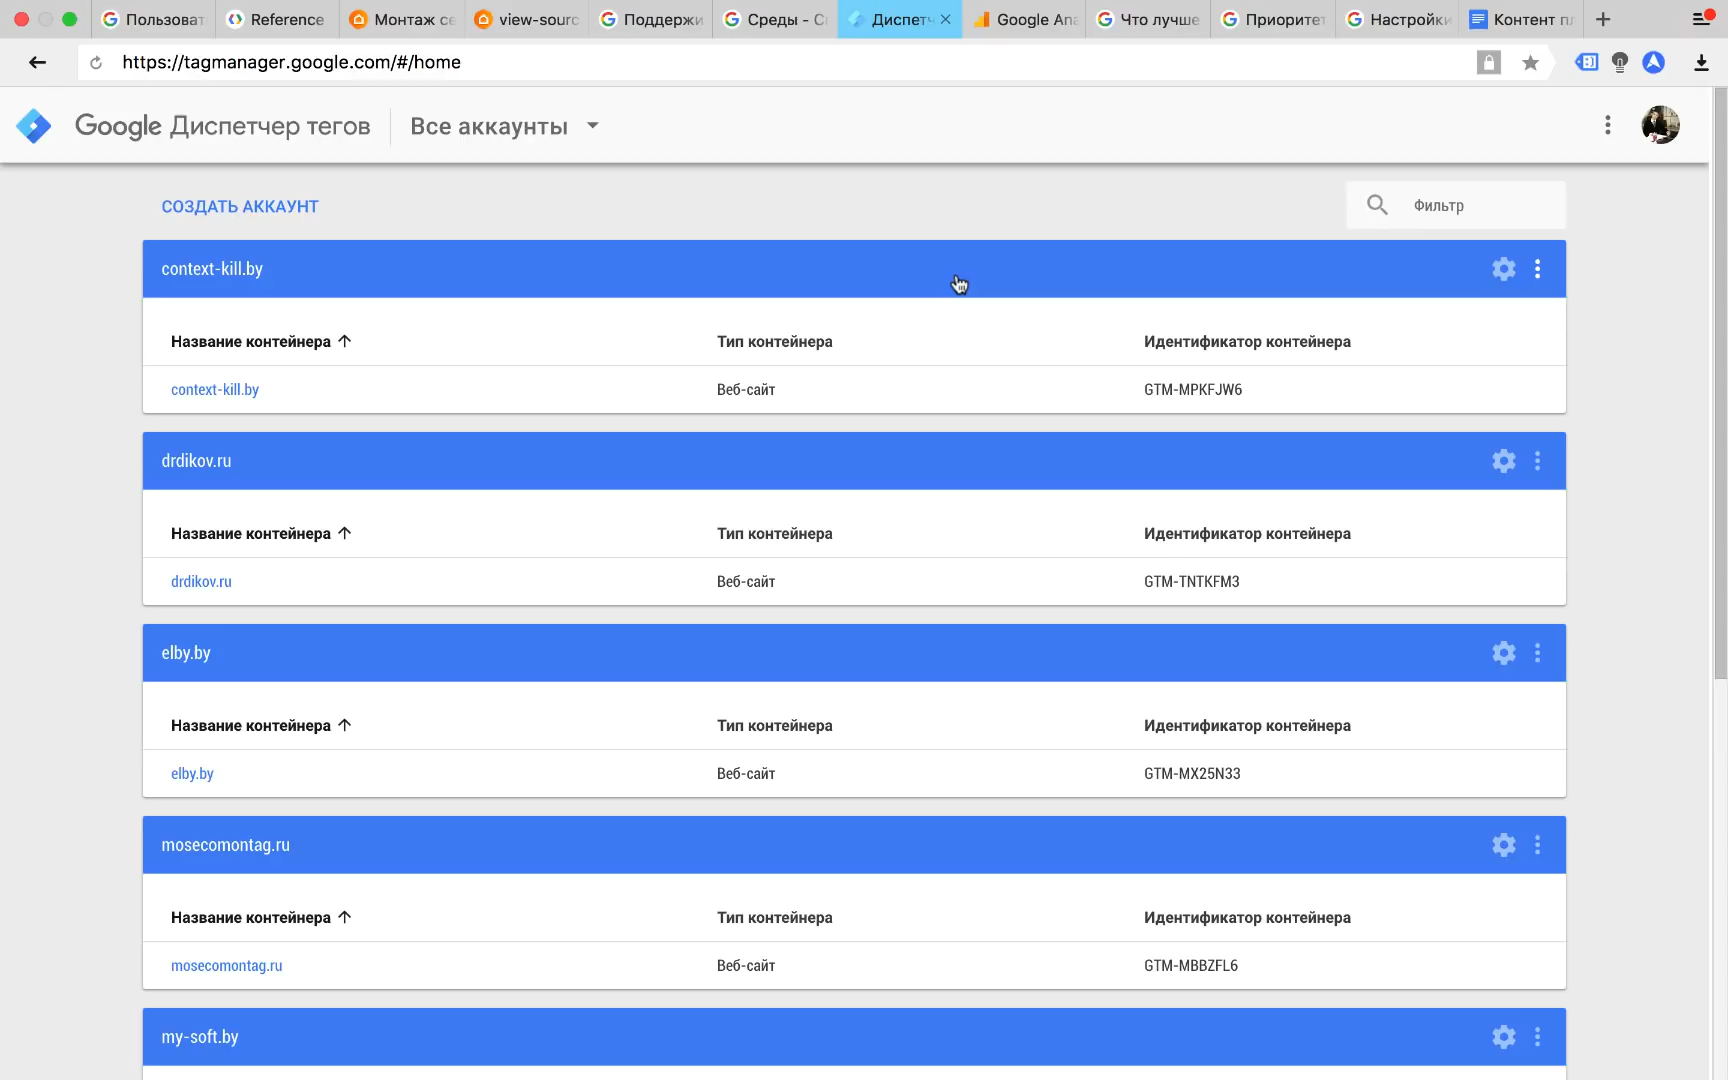 Пользоват
Reference
Монтаж се
view-sourc
Поддержи
Среды - С
Диспетч
Google Ana
Что лучше
Приоритет
Настройки
Контент пл
https://tagmanager.google.com/#/home
Google Диспетчер тегов
Все аккаунты
СОЗДАТЬ АККАУНТ
Фильтр
context-kill.by
Название контейнера Тип контейнера Идентификатор контейнера
context-kill.by Веб-сайт GTM-MPKFJW6
drdikov.ru
Название контейнера Тип контейнера Идентификатор контейнера
drdikov.ru Веб-сайт GTM-TNTKFM3
elby.by
Название контейнера Тип контейнера Идентификатор контейнера
elby.by Веб-сайт GTM-MX25N33
mosecomontag.ru
Название контейнера Тип контейнера Идентификатор контейнера
mosecomontag.ru Веб-сайт GTM-MBBZFL6
my-soft.by